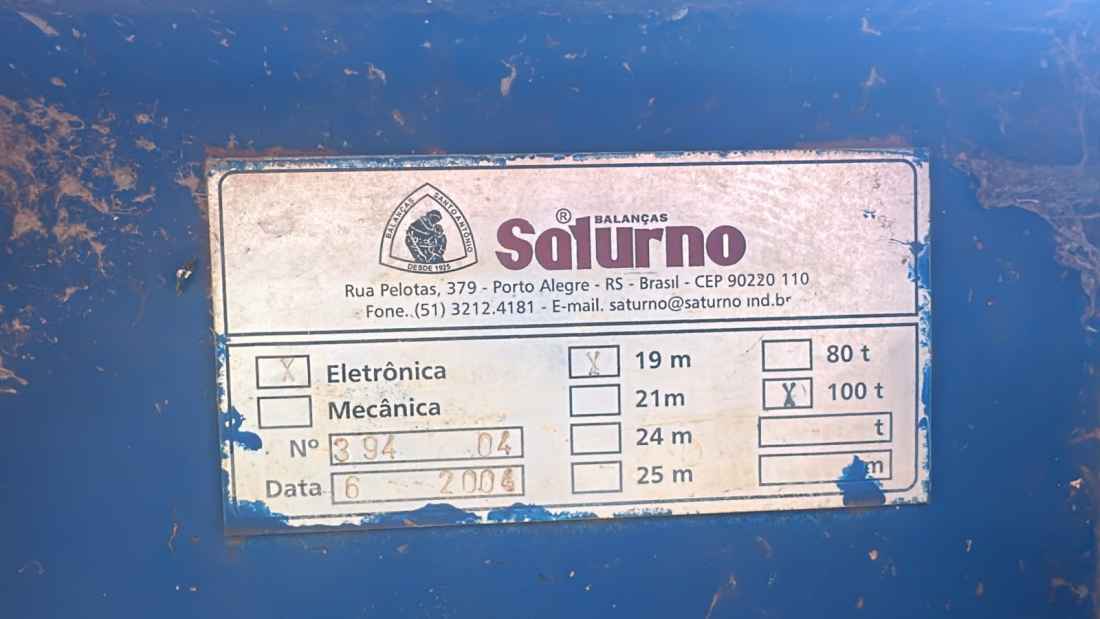 BALANÇAS SANTO ANTÔNIO
DESDE 1925
® BALANÇAS
Saturno
Rua Pelotas, 379 - Porto Alegre - RS - Brasil - CEP 90220 110
Fone. (51) 3212.4181 - E-mail. saturno@saturno ind.br
X Eletrônica
Mecânica
Nº 394 04
Data 6 2004
X 19 m
21m
24 m
25 m
80 t
X 100 t
t
m